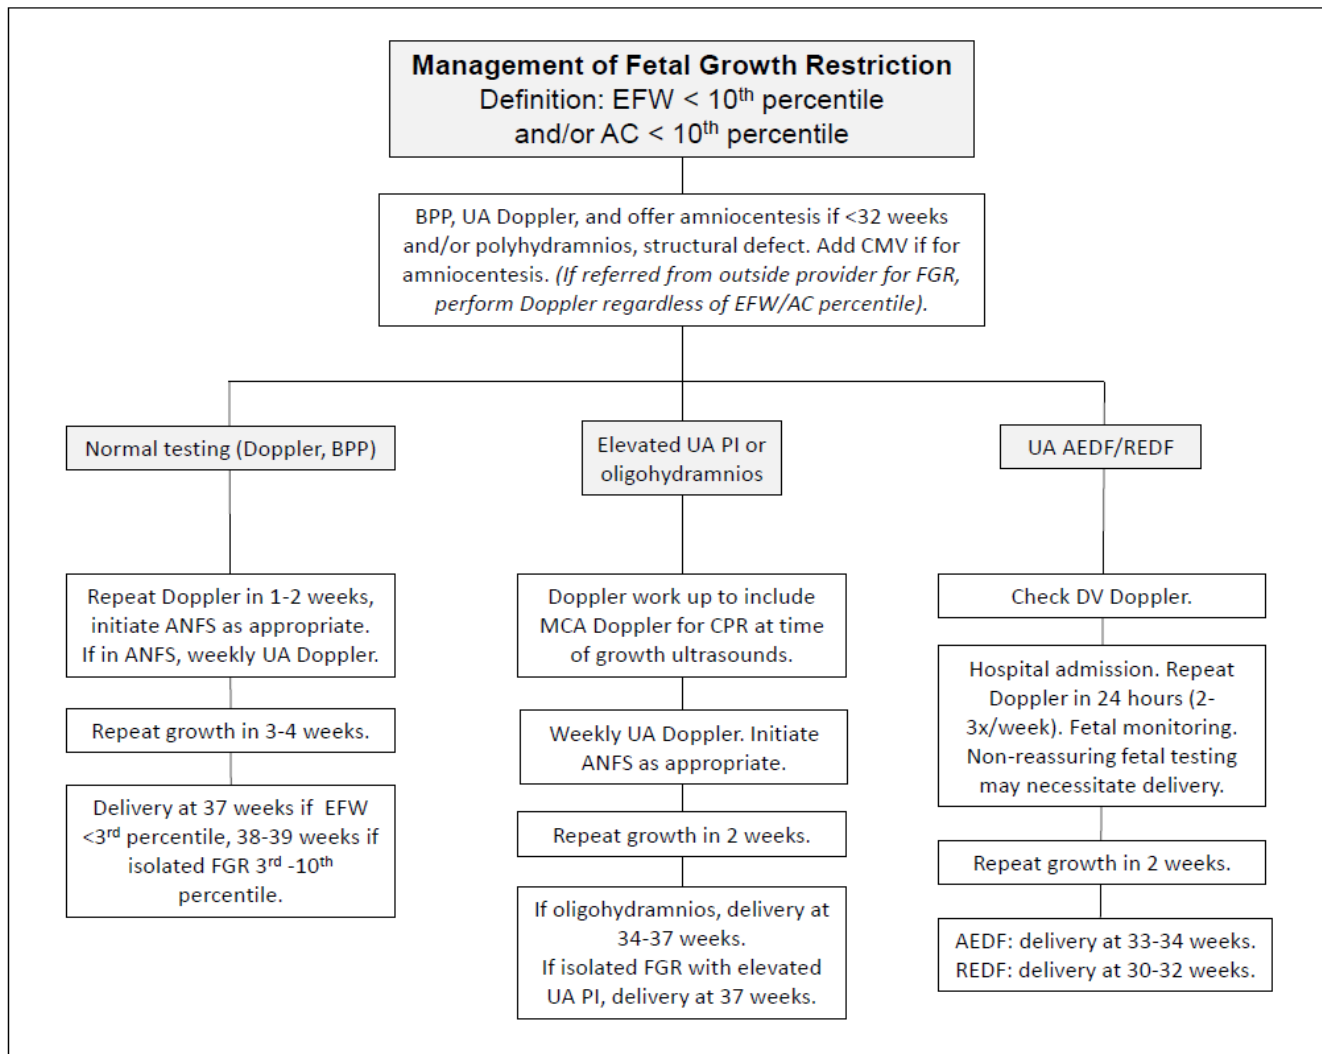 Management of Fetal Growth Restriction
Definition: EFW < 10th percentile
and/or AC < 10th percentile
BPP, UA Doppler, and offer amniocentesis if <32 weeks
and/or polyhydramnios, structural defect. Add CMV if for
amniocentesis. (If referred from outside provider for FGR,
perform Doppler regardless of EFW/AC percentile).
Normal testing (Doppler, BPP)
Repeat Doppler in 1-2 weeks,
initiate ANFS as appropriate.
If in ANFS, weekly UA Doppler.
Repeat growth in 3-4 weeks.
Delivery at 37 weeks if EFW
<3rd percentile, 38-39 weeks if
isolated FGR 3rd -10th
percentile.
Elevated UA PI or
oligohydramnios
Doppler work up to include
MCA Doppler for CPR at time
of growth ultrasounds.
Weekly UA Doppler. Initiate
ANFS as appropriate.
Repeat growth in 2 weeks.
If oligohydramnios, delivery at
34-37 weeks.
If isolated FGR with elevated
UA PI, delivery at 37 weeks.
UA AEDF/REDF
Check DV Doppler.
Hospital admission. Repeat
Doppler in 24 hours (2-
3x/week). Fetal monitoring.
Non-reassuring fetal testing
may necessitate delivery.
Repeat growth in 2 weeks.
AEDF: delivery at 33-34 weeks.
REDF: delivery at 30-32 weeks.